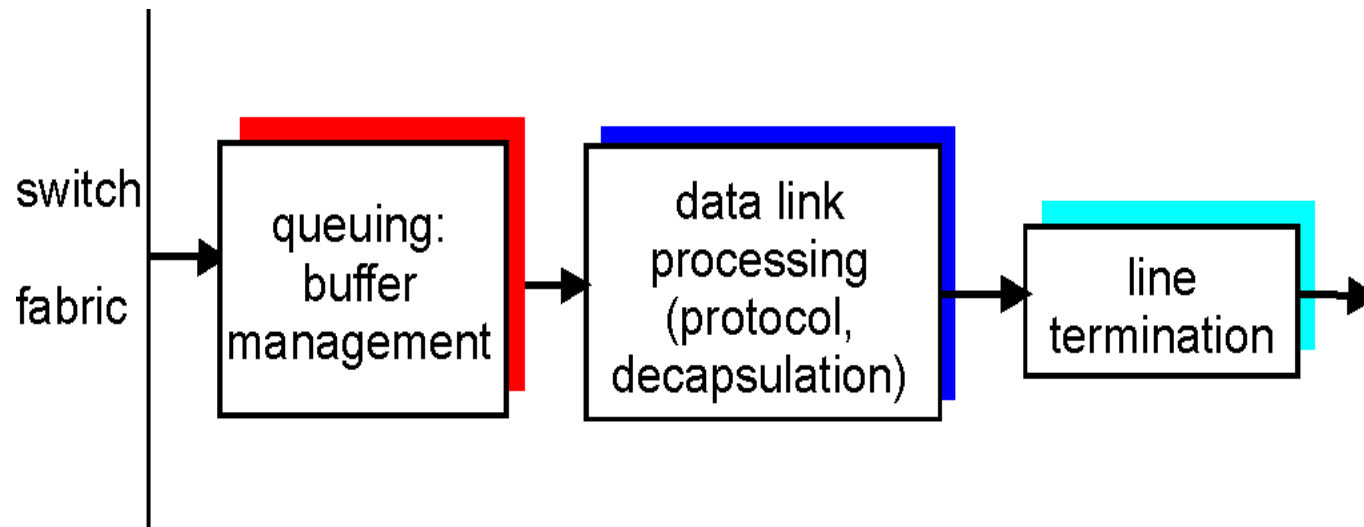 switch
fabric
queuing:
buffer
management
data link
processing
(protocol,
decapsulation)
line
termination